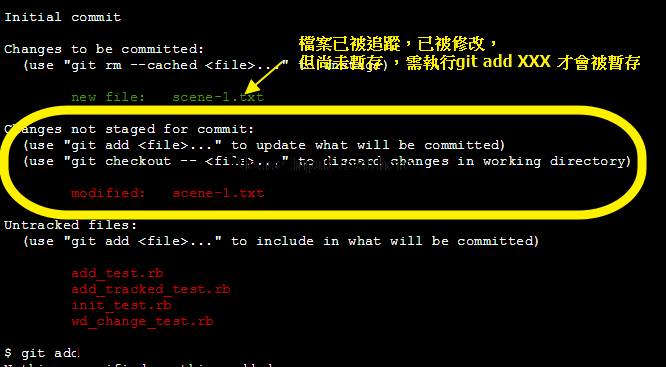 Initial commit
Changes to be committed:
(use "git rm --cached <file>..." to unstage)
檔案已被追蹤，已被修改，
但尚未暫存，需執行git add XXX 才會被暫存
new file: scene-1.txt
Changes not staged for commit:
(use "git add <file>..." to update what will be committed)
(use "git checkout -- <file>..." to discard changes in working directory)
modified: scene-1.txt
Untracked files:
(use "git add <file>..." to include in what will be committed)
add_test.rb
add_tracked_test.rb
init_test.rb
wd_change_test.rb
$ git add